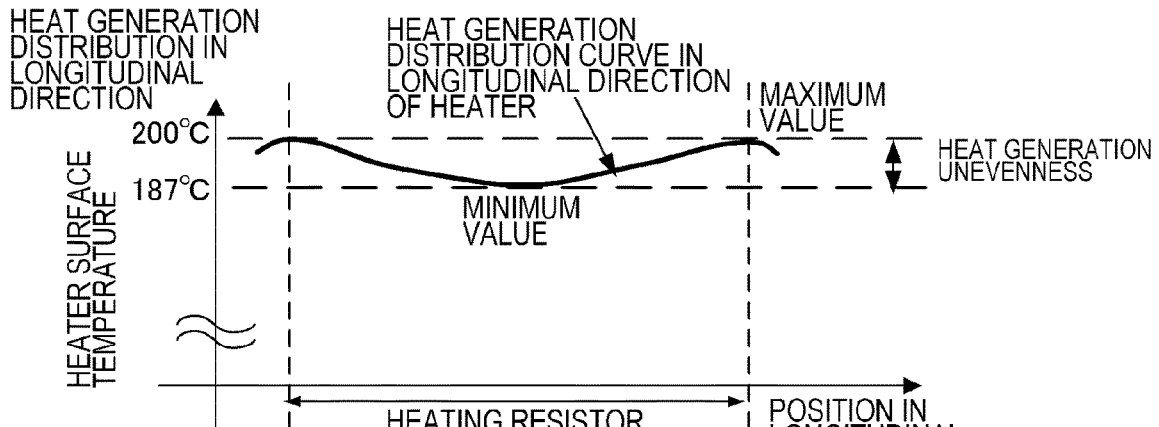 HEAT GENERATION
DISTRIBUTION IN
LONGITUDINAL
DIRECTION
HEAT GENERATION
DISTRIBUTION CURVE IN
LONGITUDINAL DIRECTION
OF HEATER
MAXIMUM
VALUE
200°C
187°C
HEAT GENERATION
UNEVENNESS
MINIMUM
VALUE
HEATER SURFACE
TEMPERATURE
HEATING RESISTOR
POSITION IN
LONGITUDINAL